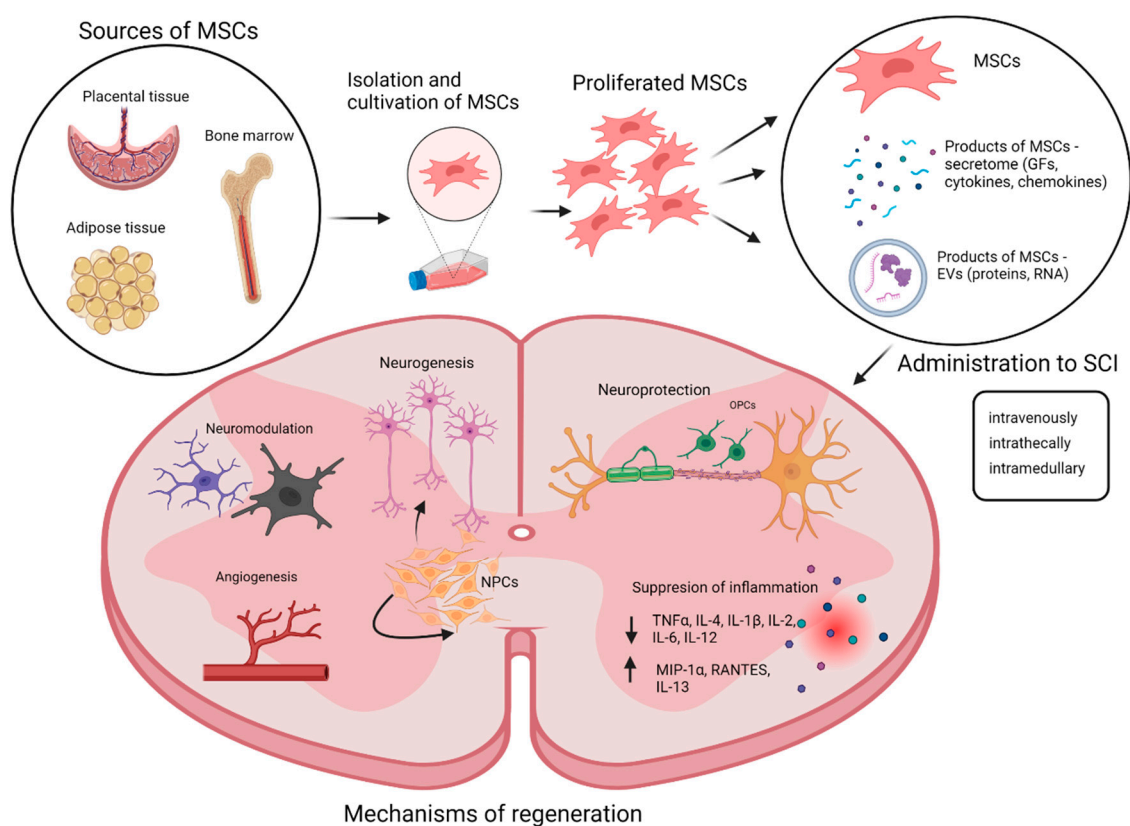 Sources of MSCs
Placental tissue
Bone marrow
Adipose tissue
Isolation and
cultivation of MSCs
Proliferated MSCs
MSCs
Products of MSCs -
secretome (GFs,
cytokines, chemokines)
Products of MSCs -
EVs (proteins, RNA)
Administration to SCI
intravenously
intrathecally
intramedullary
Neurogenesis
Neuromodulation
Angiogenesis
NPCs
Neuroprotection
OPCs
Suppresion of inflammation
TNFα, IL-4, IL-1β, IL-2,
IL-6, IL-12
MIP-1α, RANTES,
IL-13
Mechanisms of regeneration